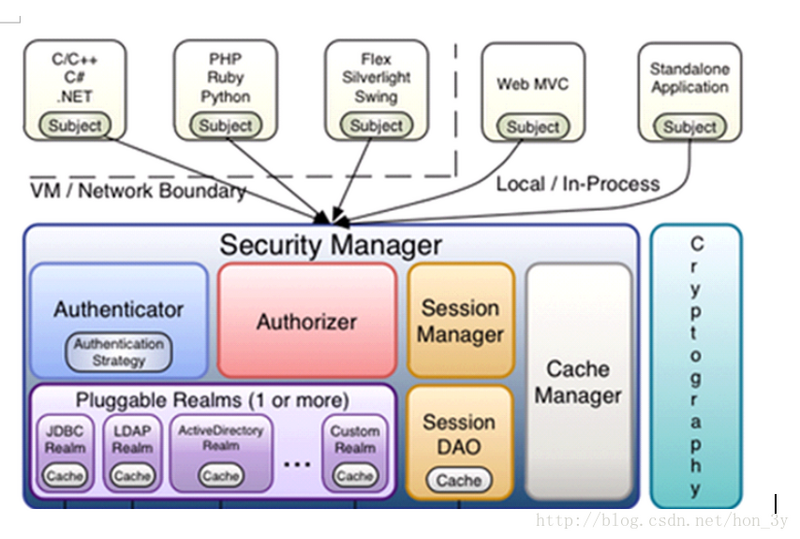 C/C++
C#
.NET
Subject
PHP
Ruby
Python
Subject
Flex
Silverlight
Swing
Subject
Web MVC
Subject
Standalone
Application
Subject
VM / Network Boundary
Local / In-Process
Security Manager
Authenticator
Authentication
Strategy
Authorizer
Session
Manager
Cache
Manager
Pluggable Realms (1 or more)
JDBC
Realm
Cache
LDAP
Realm
Cache
ActiveDirectory
Realm
Cache
...
Custom
Realm
Cache
Session
DAO
Cache
Cryptography
http://blog.csdn.net/hon_3y